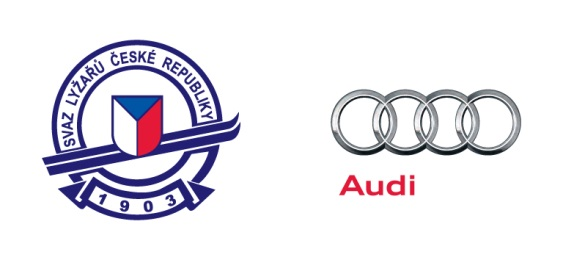 SVAZ LYŽAŘŮ ČESKÉ REPUBLIKY
1903
Audi